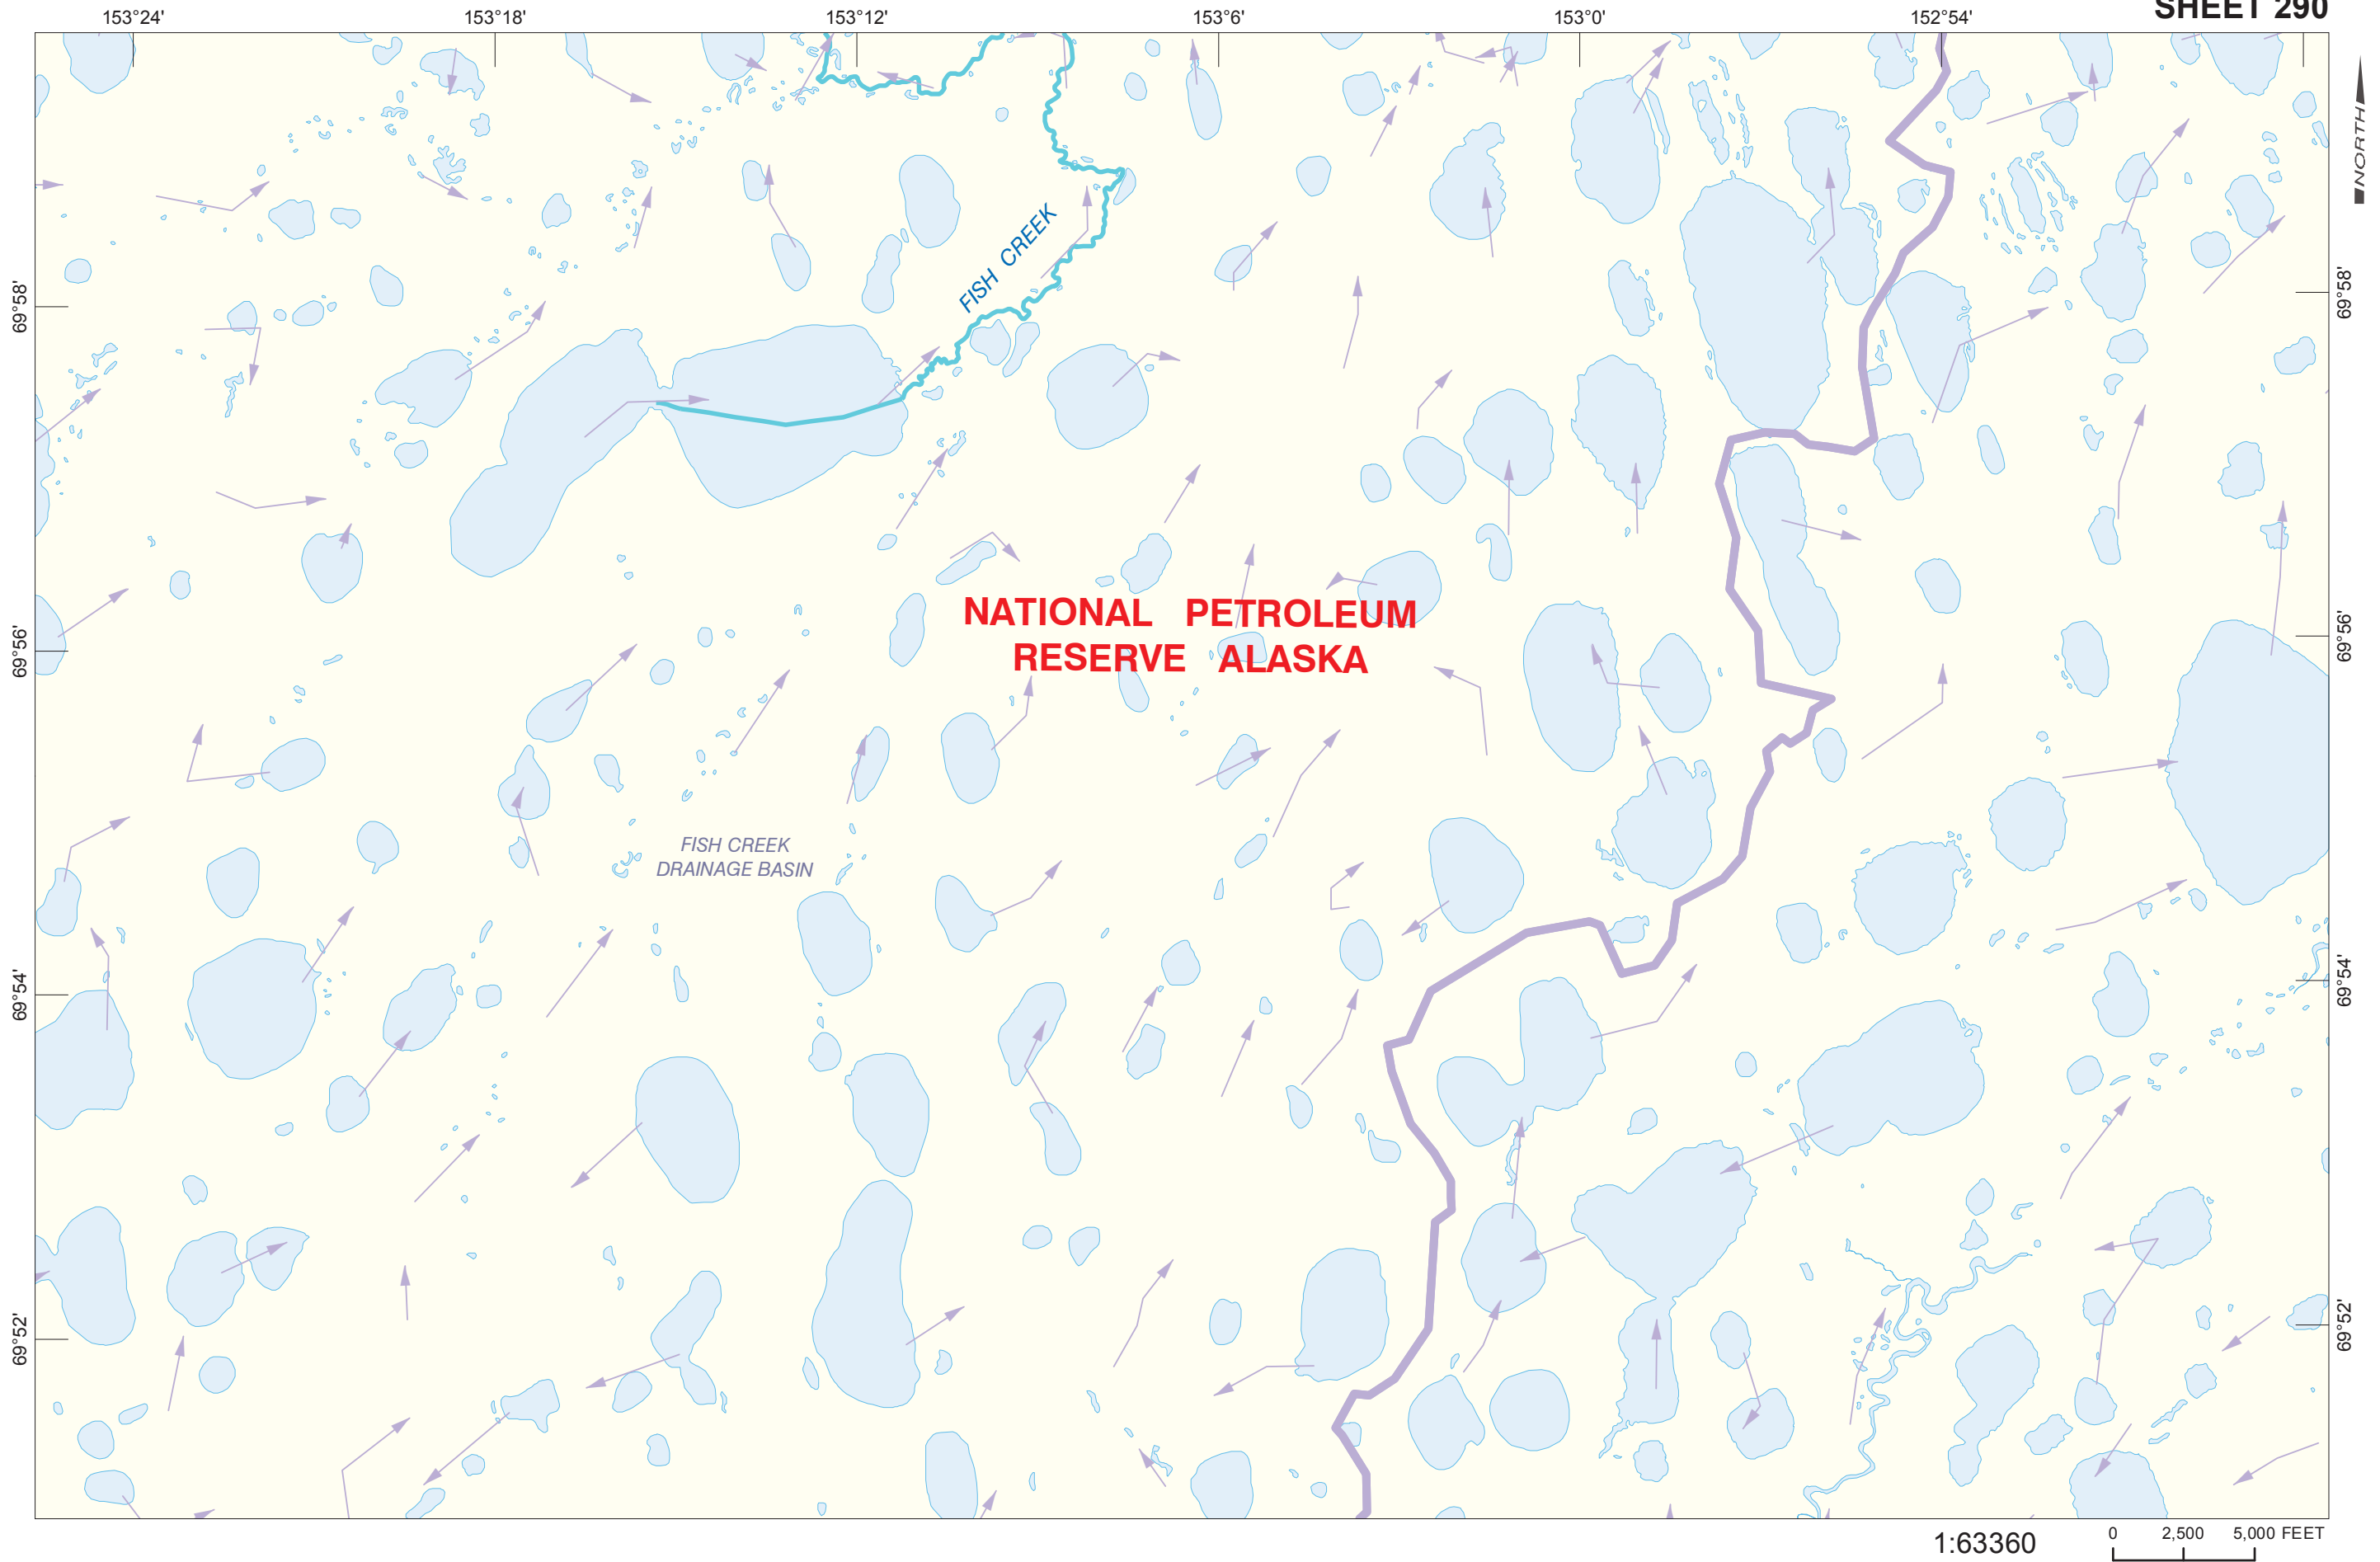 SHEET 290
153°24' 153°18' 153°12' 153°6' 153°0' 152°54'
NORTH
FISH CREEK
69°58' 69°58'
NATIONAL PETROLEUM
RESERVE ALASKA
69°56' 69°56'
FISH CREEK
DRAINAGE BASIN
69°54' 69°54'
69°52' 69°52'
1:63360
0 2,500 5,000 FEET